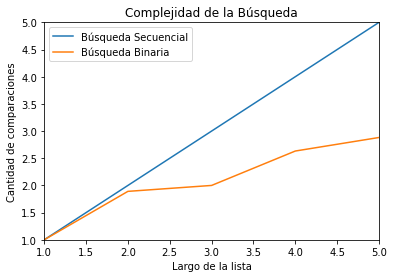 Complejidad de la Búsqueda
Búsqueda Secuencial
Búsqueda Binaria
Cantidad de comparaciones
5.0
4.5
4.0
3.5
3.0
2.5
2.0
1.5
1.0
1.0 1.5 2.0 2.5 3.0 3.5 4.0 4.5 5.0
Largo de la lista